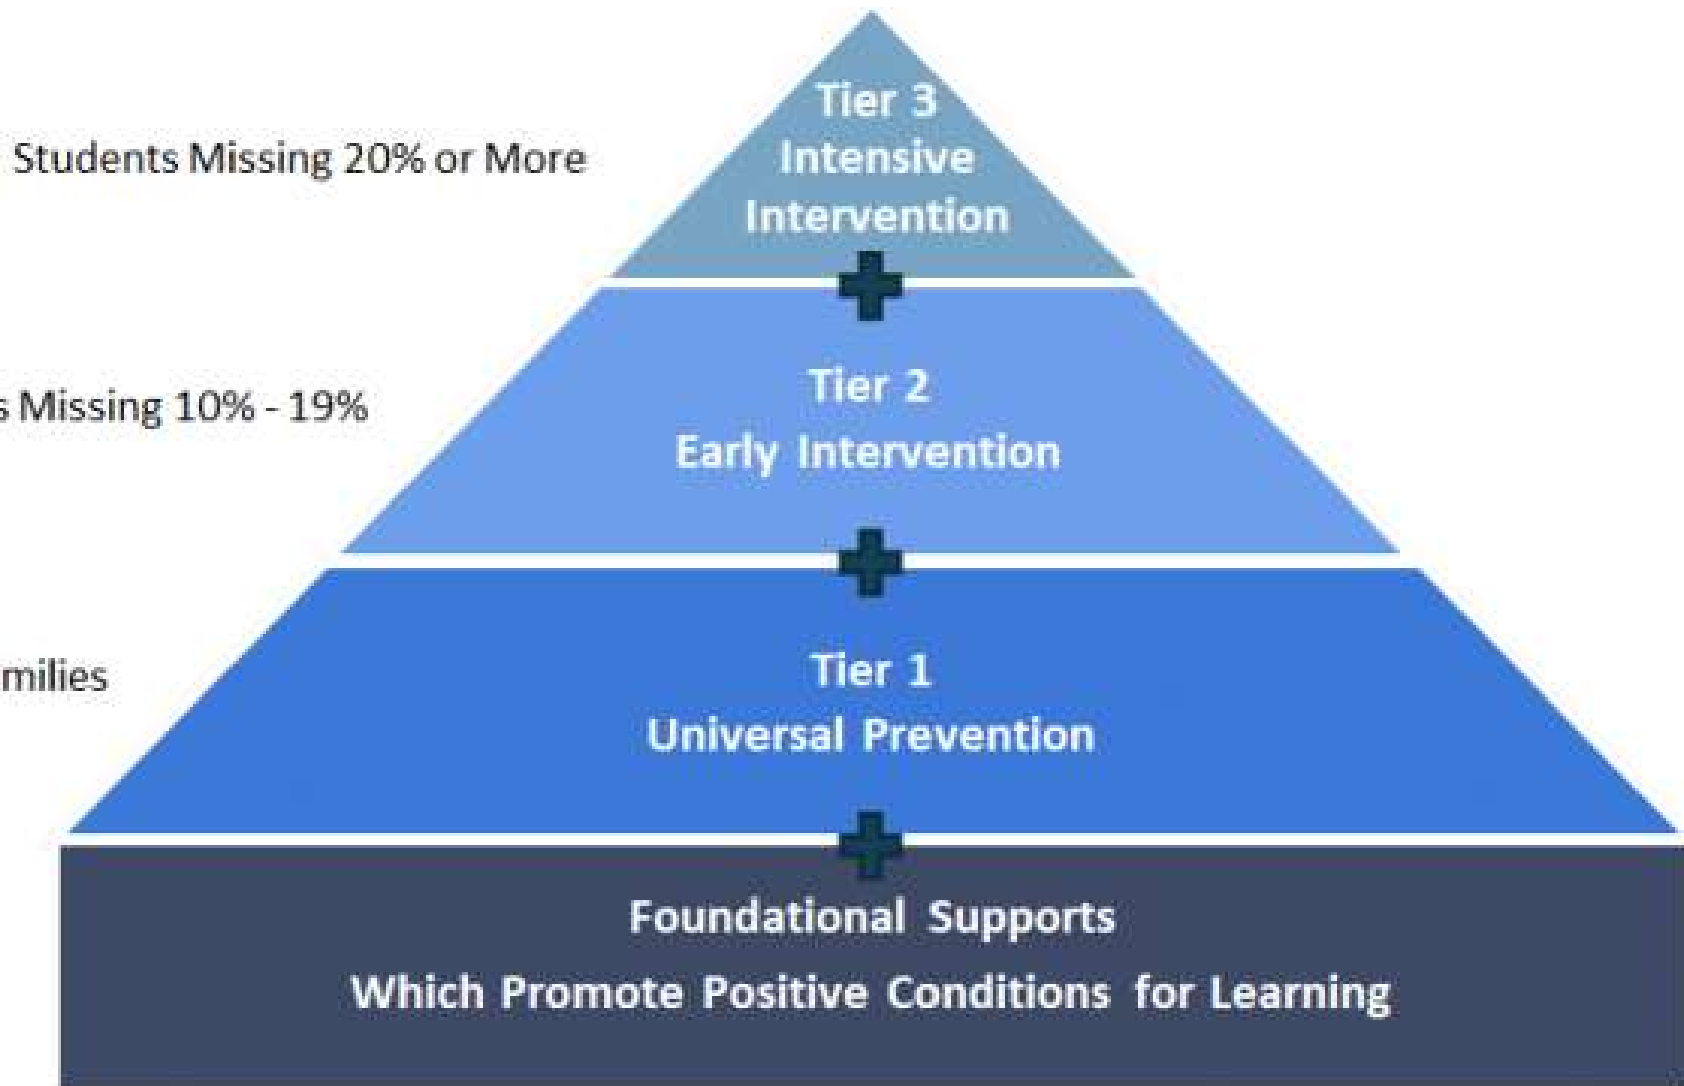 Tier 3
Intensive
Intervention
Students Missing 20% or More
Tier 2
Early Intervention
Missing 10% - 19%
Tier 1
Universal Prevention
Foundational Supports
Which Promote Positive Conditions for Learning